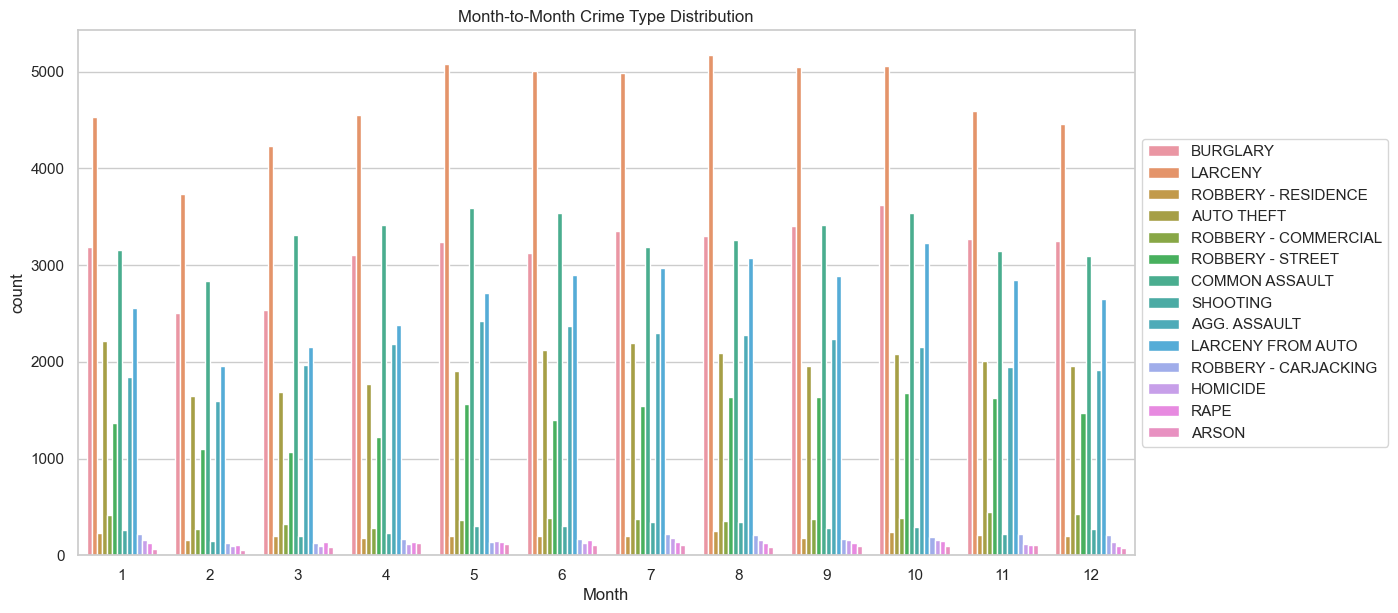 Month-to-Month Crime Type Distribution
count
5000
4000
3000
2000
1000
0
1 2 3 4 5 6 7 8 9 10 11 12
Month
BURGLARY
LARCENY
ROBBERY - RESIDENCE
AUTO THEFT
ROBBERY - COMMERCIAL
ROBBERY - STREET
COMMON ASSAULT
SHOOTING
AGG. ASSAULT
LARCENY FROM AUTO
ROBBERY - CARJACKING
HOMICIDE
RAPE
ARSON